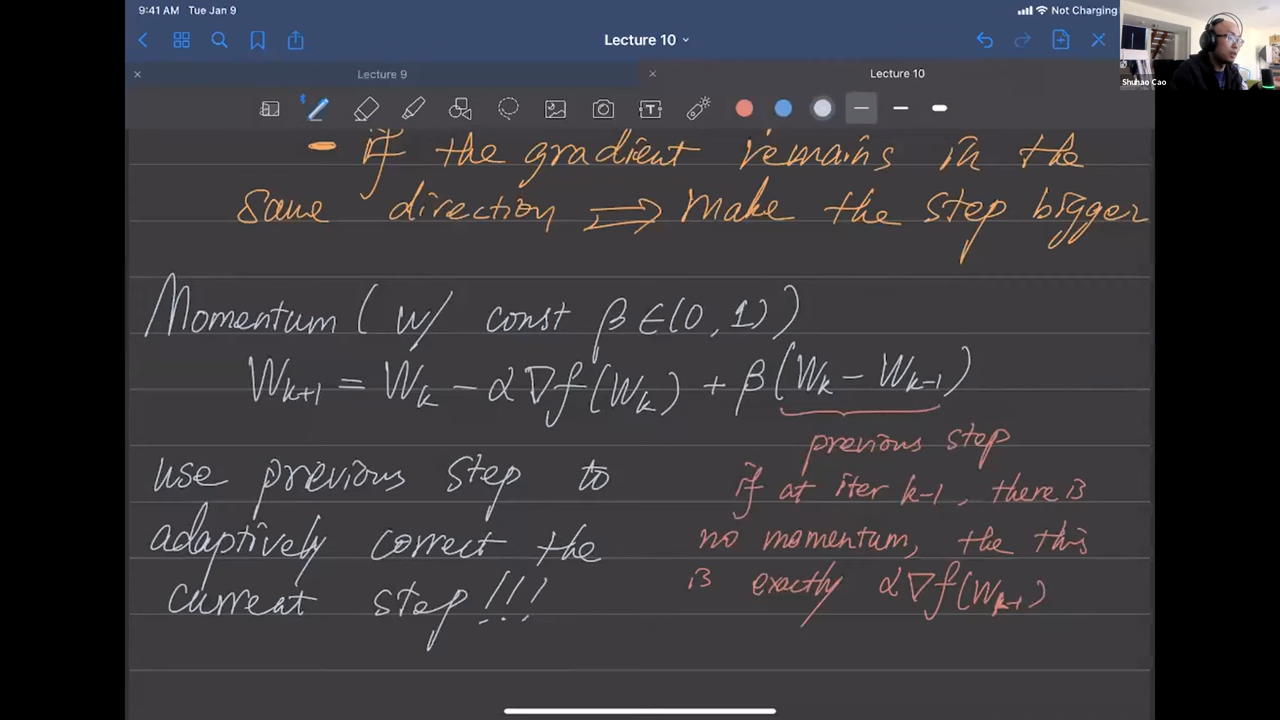 9:41 AM Tue Jan 9
Not Charging
Lecture 10
Lecture 9
Lecture 10
Shuhao Cao
- if the gradient remains in the
same direction ⇒ make the step bigger
Momentum ( w/ const β ∈ (0, 1) )
W_{k+1} = W_k - α ∇f(W_k) + β(W_k - W_{k-1})
previous step
if at iter k-1, there is
no momentum, the this
is exactly α∇f(W_{k-1})
use previous step to
adaptively correct the
current step!!!